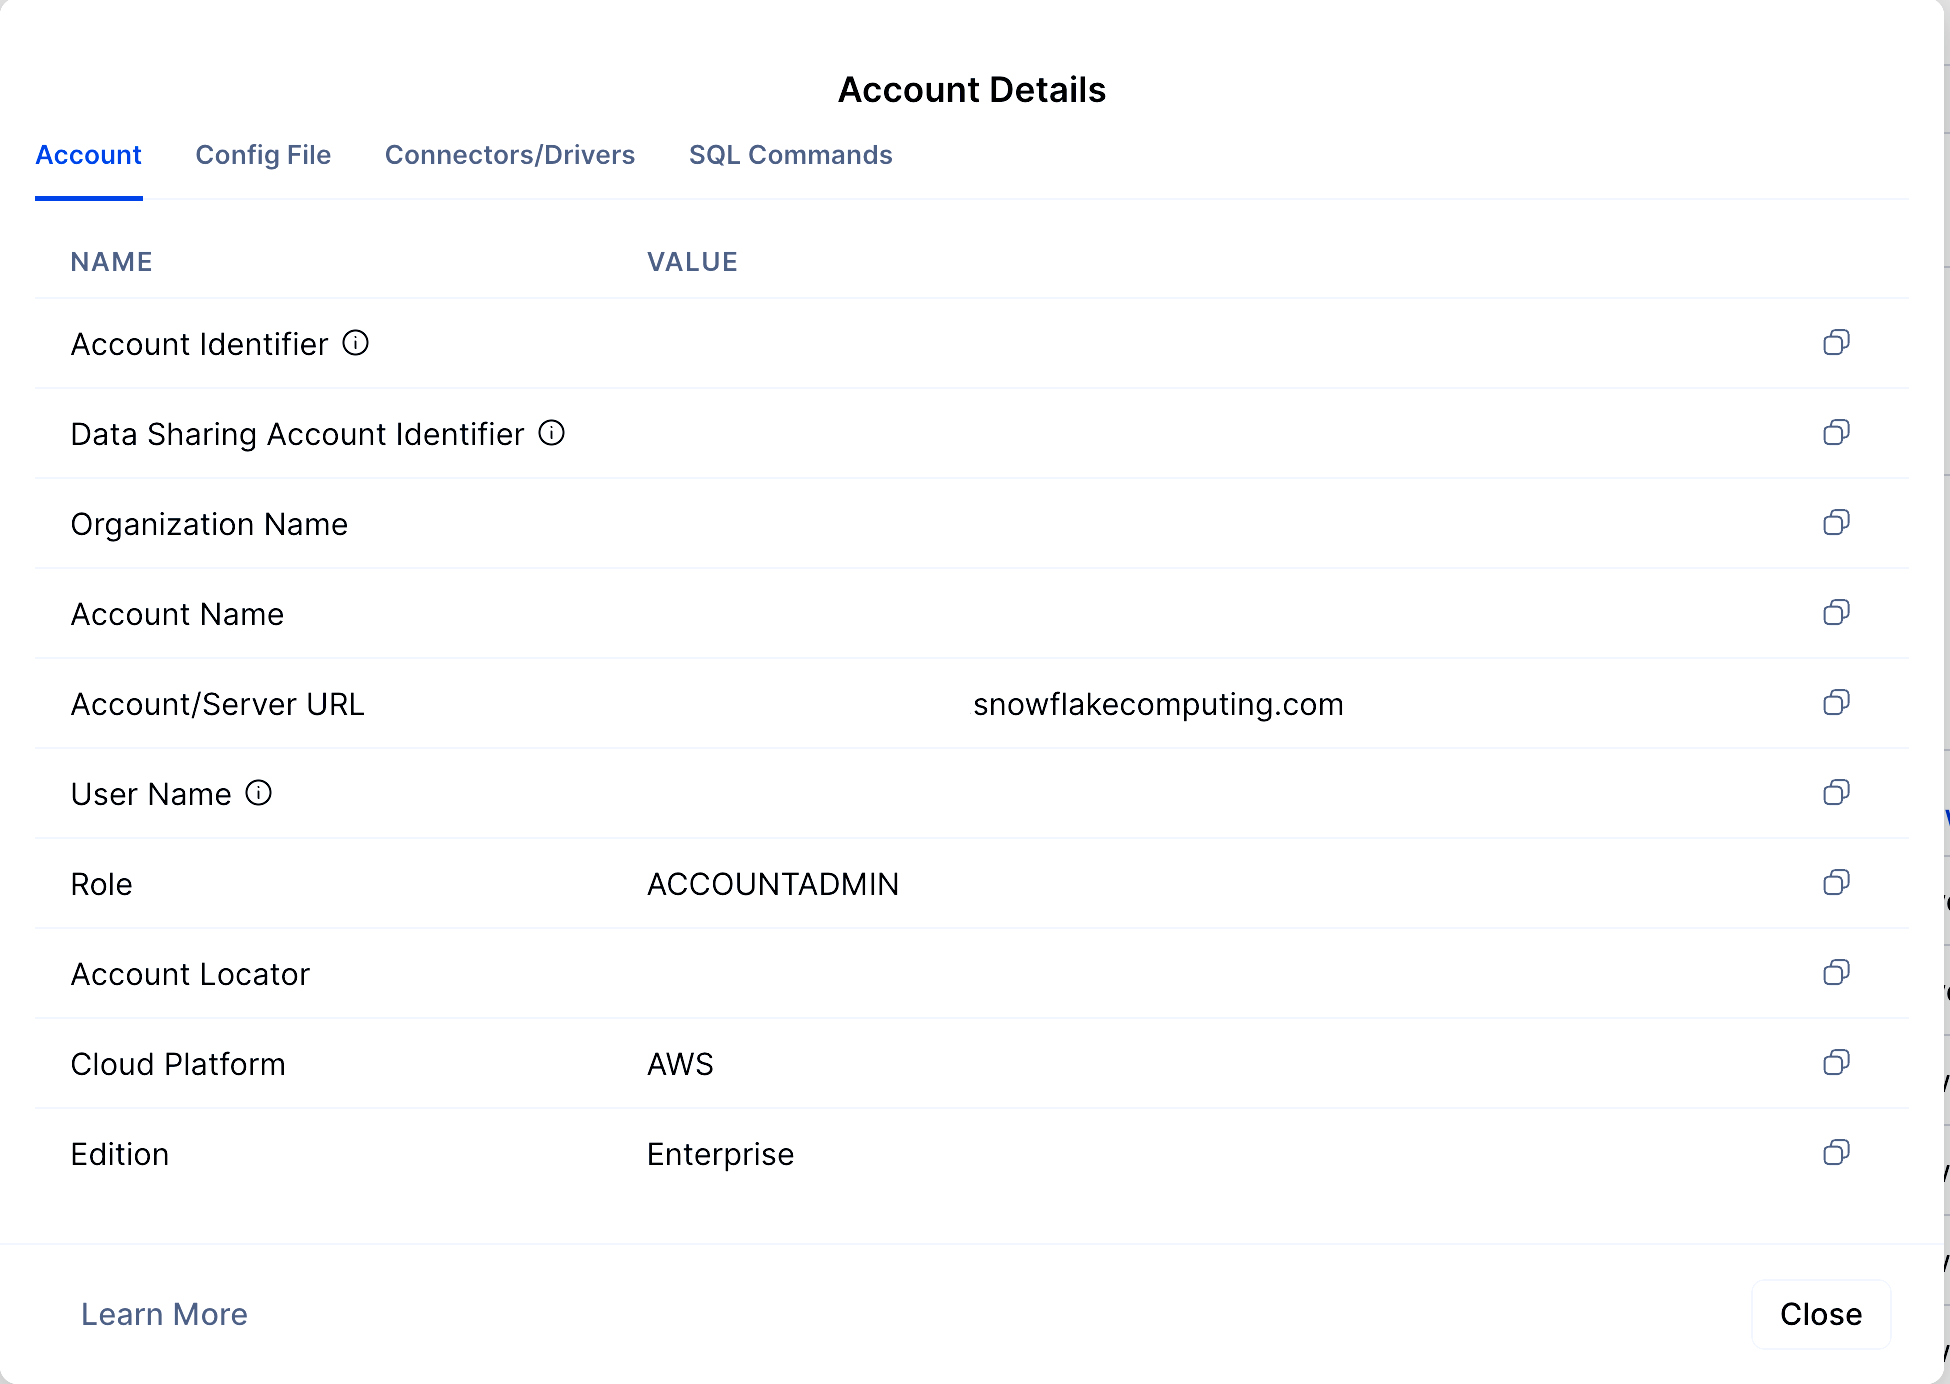 Account Details
Account Config File Connectors/Drivers SQL Commands
NAME VALUE
Account Identifier
Data Sharing Account Identifier
Organization Name
Account Name
Account/Server URL snowflakecomputing.com
User Name
Role ACCOUNTADMIN
Account Locator
Cloud Platform AWS
Edition Enterprise
Learn More Close